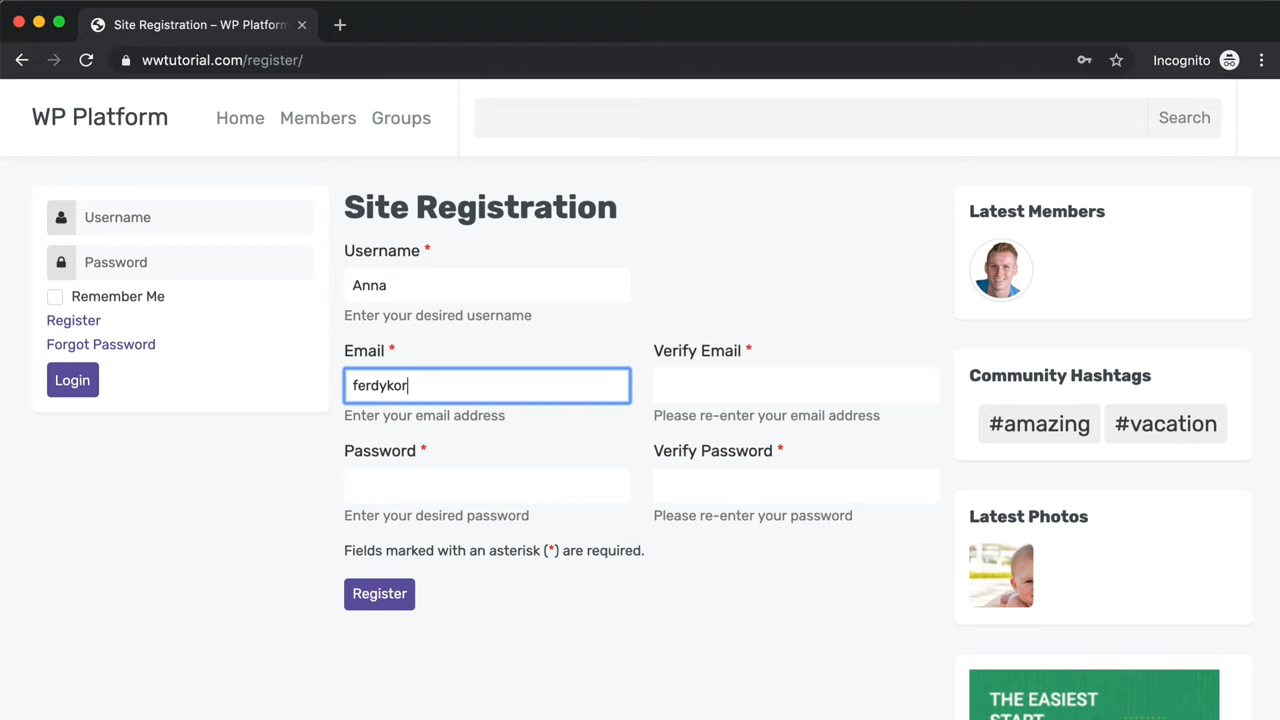 Site Registration – WP Platform
wwtutorial.com/register/
Incognito
WP Platform
Home
Members
Groups
Search
Username
Password
Remember Me
Register
Forgot Password
Login
Site Registration
Username *
Anna
Enter your desired username
Email *
ferdykor
Enter your email address
Verify Email *
Please re-enter your email address
Password *
Enter your desired password
Verify Password *
Please re-enter your password
Fields marked with an asterisk (*) are required.
Register
Latest Members
Community Hashtags
#amazing #vacation
Latest Photos
THE EASIEST
START